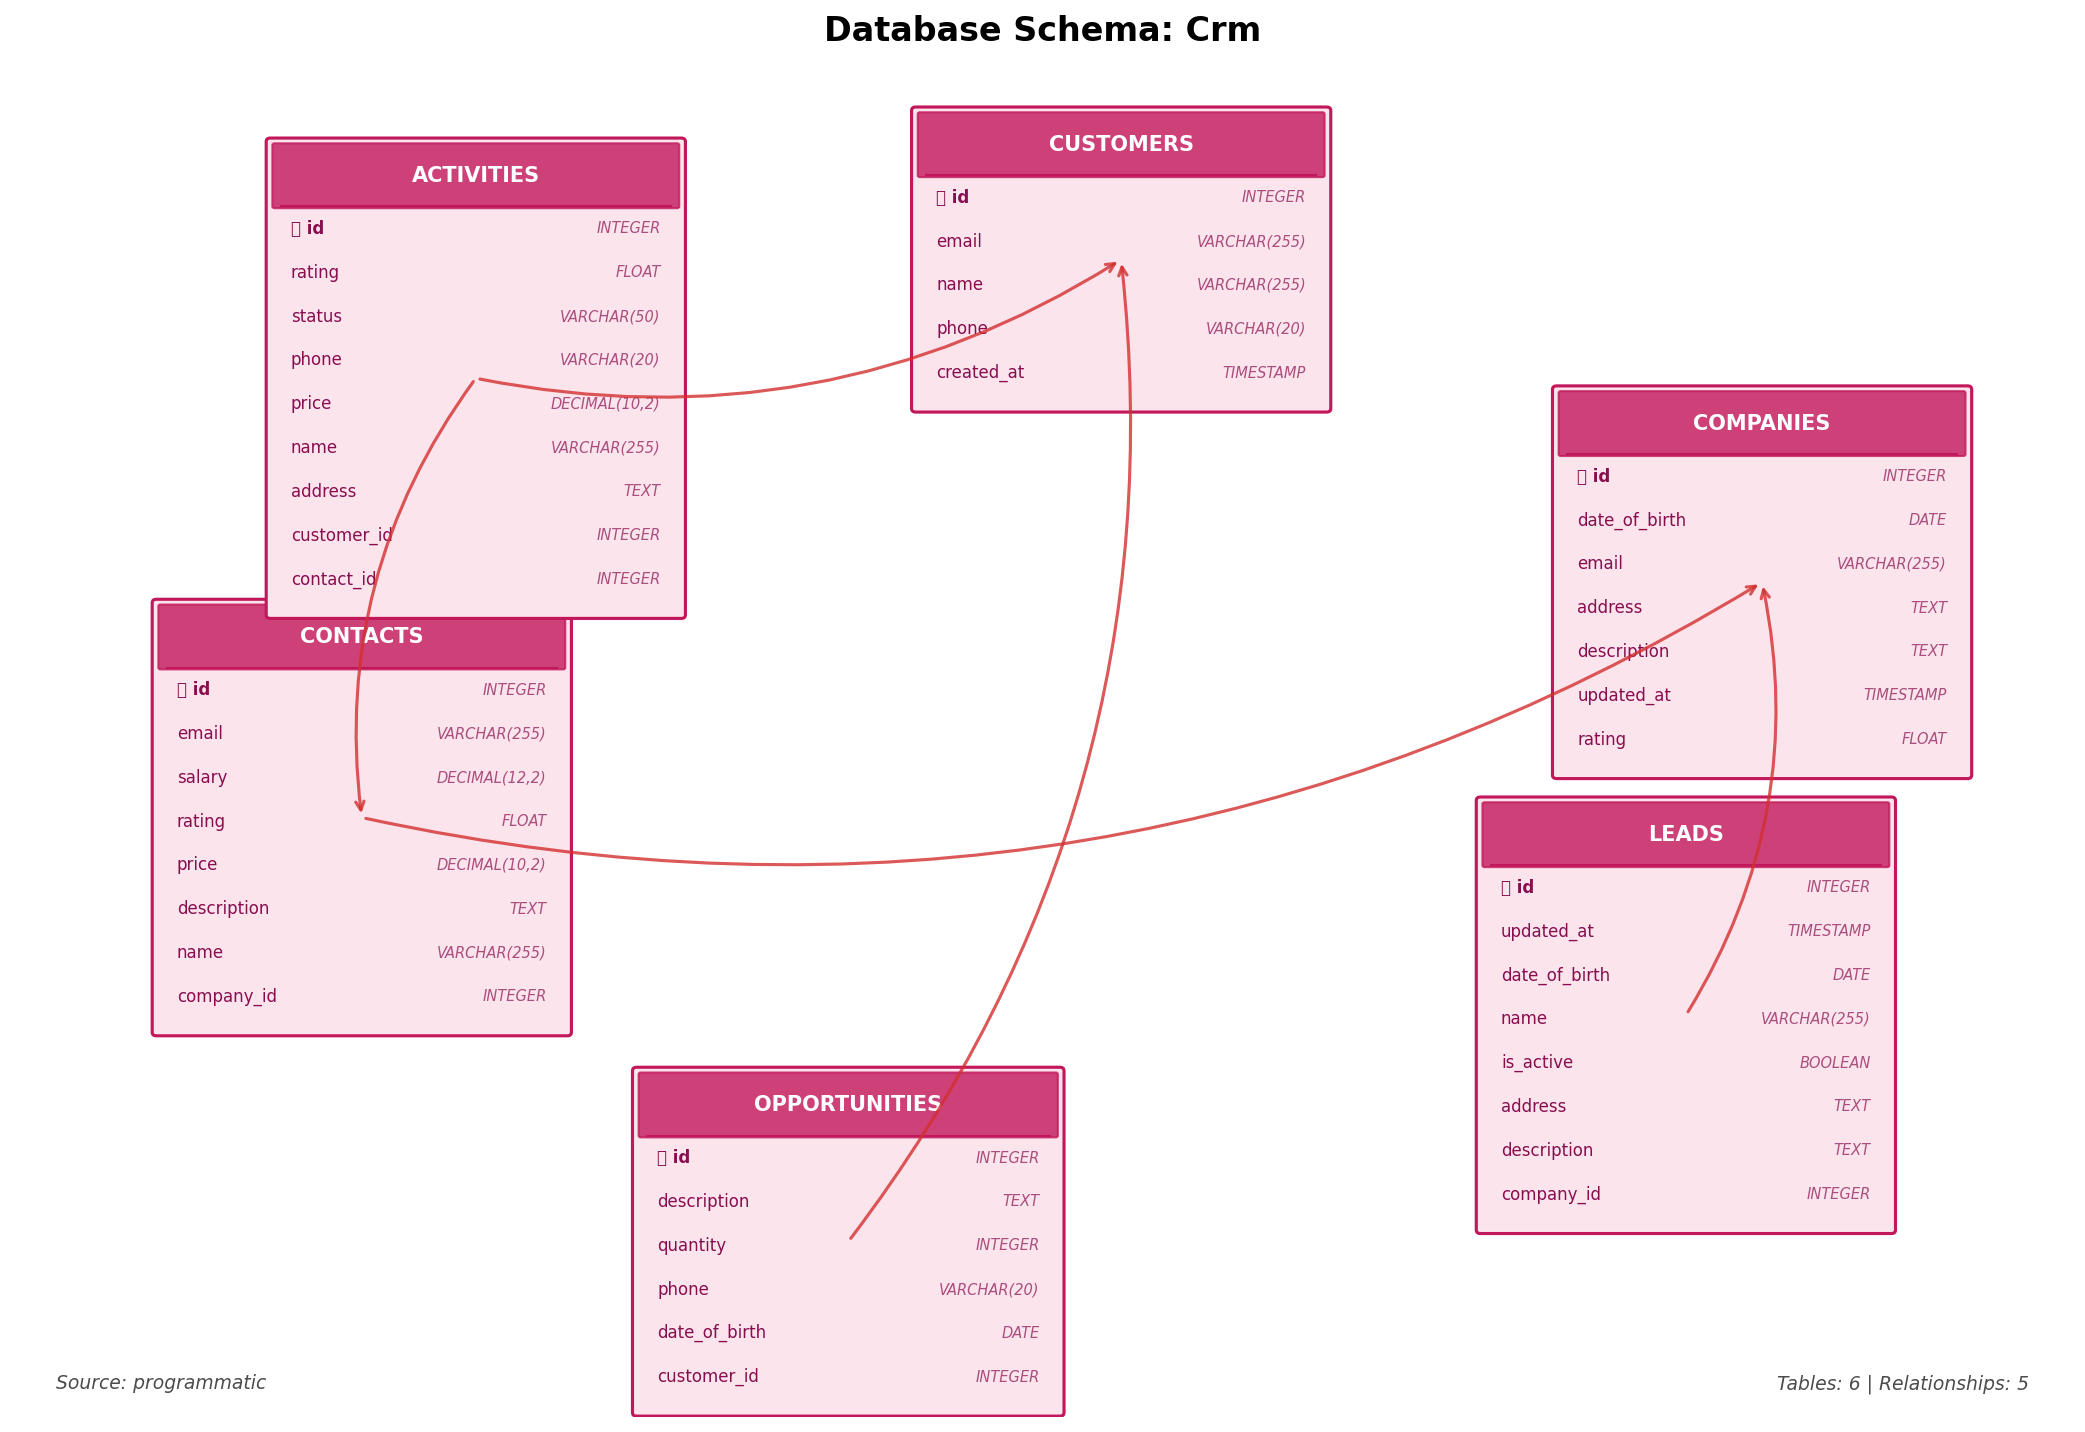 Database Schema: Crm
ACTIVITIES
id INTEGER
rating FLOAT
status VARCHAR(50)
phone VARCHAR(20)
price DECIMAL(10,2)
name VARCHAR(255)
address TEXT
customer_id INTEGER
contact_id INTEGER
CUSTOMERS
id INTEGER
email VARCHAR(255)
name VARCHAR(255)
phone VARCHAR(20)
created_at TIMESTAMP
COMPANIES
id INTEGER
date_of_birth DATE
email VARCHAR(255)
address TEXT
description TEXT
updated_at TIMESTAMP
rating FLOAT
CONTACTS
id INTEGER
email VARCHAR(255)
salary DECIMAL(12,2)
rating FLOAT
price DECIMAL(10,2)
description TEXT
name VARCHAR(255)
company_id INTEGER
LEADS
id INTEGER
updated_at TIMESTAMP
date_of_birth DATE
name VARCHAR(255)
is_active BOOLEAN
address TEXT
description TEXT
company_id INTEGER
OPPORTUNITIES
id INTEGER
description TEXT
quantity INTEGER
phone VARCHAR(20)
date_of_birth DATE
customer_id INTEGER
Source: programmatic
Tables: 6 | Relationships: 5